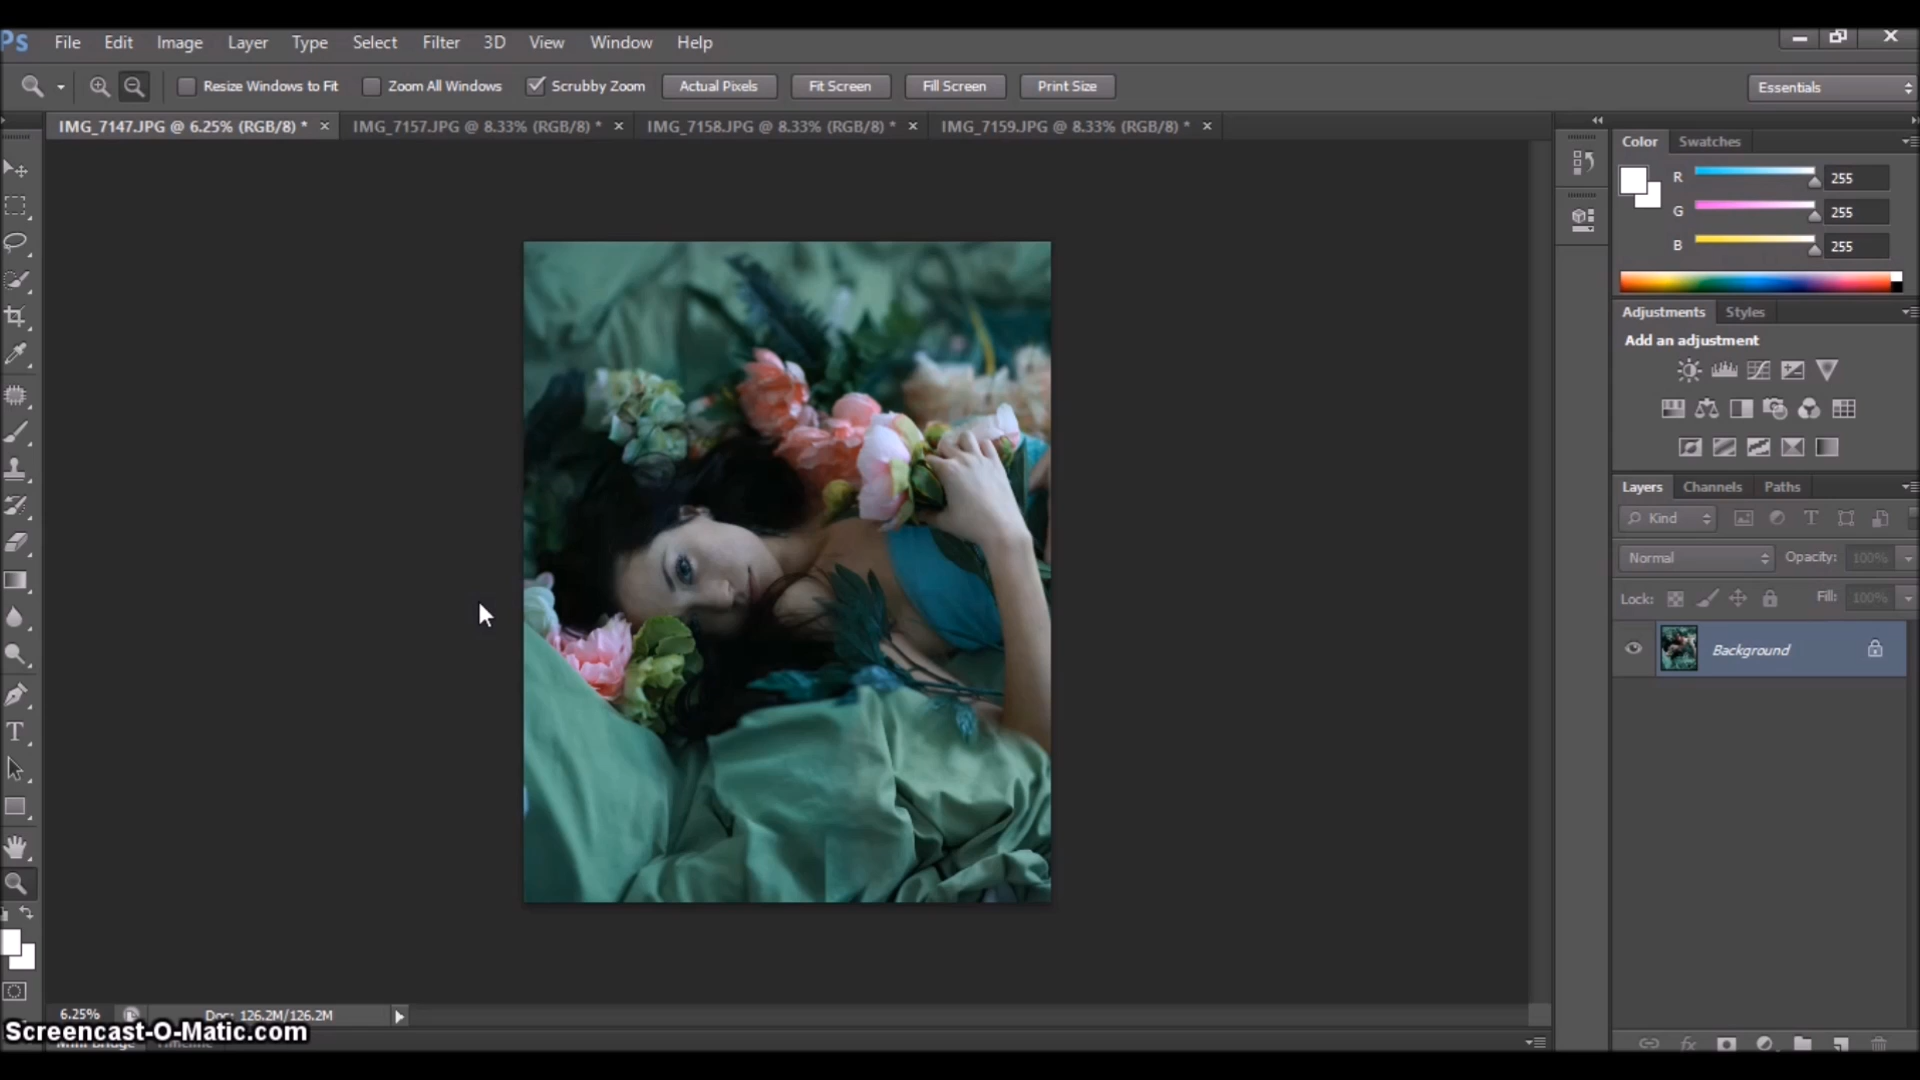 Ps File Edit Image Layer Type Select Filter 3D View Window Help
Resize Windows to Fit Zoom All Windows Scrubby Zoom Actual Pixels Fit Screen Fill Screen Print Size Essentials
IMG_7147.JPG @ 6.25% (RGB/8) * IMG_7157.JPG @ 8.33% (RGB/8) * IMG_7158.JPG @ 8.33% (RGB/8) * IMG_7159.JPG @ 8.33% (RGB/8) *
Color Swatches
R 255
G 255
B 255
Adjustments Styles
Add an adjustment
Layers Channels Paths
Kind
Normal Opacity: 100%
Lock: Fill: 100%
Background
6.25% Doc: 126.2M/126.2M
Screencast-O-Matic.com
Mini Bridge Timeline